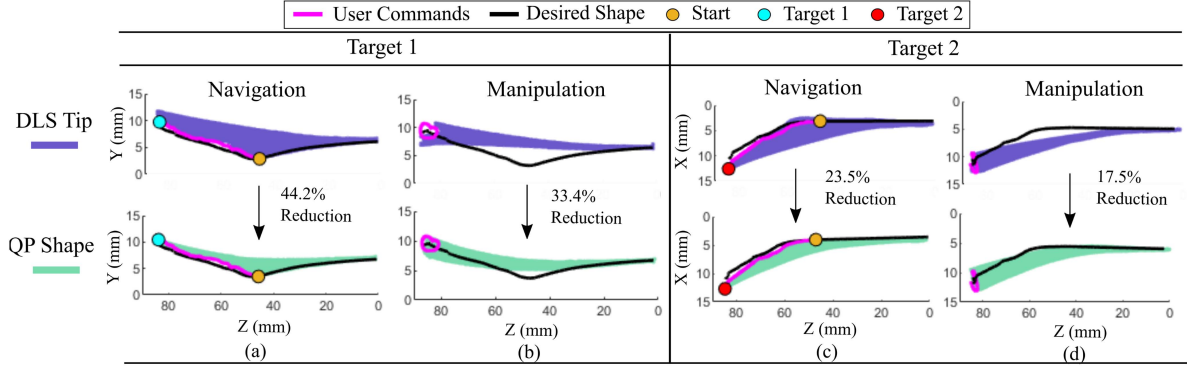 User Commands Desired Shape Start Target 1 Target 2
Target 1 Target 2
Navigation Manipulation Navigation Manipulation
DLS Tip
15
10
5
0
Y (mm)
15
10
5
0
0
5
10
15
X (mm)
0
5
10
15
44.2%
Reduction
33.4%
Reduction
23.5%
Reduction
17.5%
Reduction
QP Shape
15
10
5
0
Y (mm)
80 60 40 20 0
Z (mm)
15
10
5
0
80 60 40 20 0
Z (mm)
0
5
10
15
X (mm)
80 60 40 20 0
Z (mm)
0
5
10
15
80 60 40 20 0
Z (mm)
(a) (b) (c) (d)